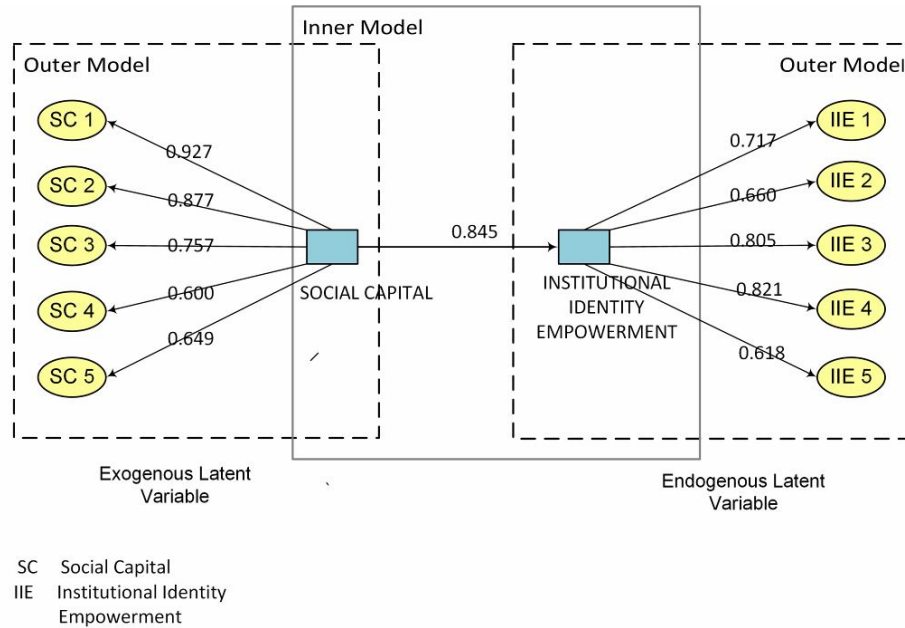 Inner Model
Outer Model
Outer Model
SC 1
SC 2
SC 3
SC 4
SC 5
0.927
0.877
0.757
0.600
0.649
SOCIAL CAPITAL
0.845
INSTITUTIONAL
IDENTITY
EMPOWERMENT
0.717
0.660
0.805
0.821
0.618
IIE 1
IIE 2
IIE 3
IIE 4
IIE 5
Exogenous Latent
Variable
Endogenous Latent
Variable
SC Social Capital
IIE Institutional Identity
Empowerment